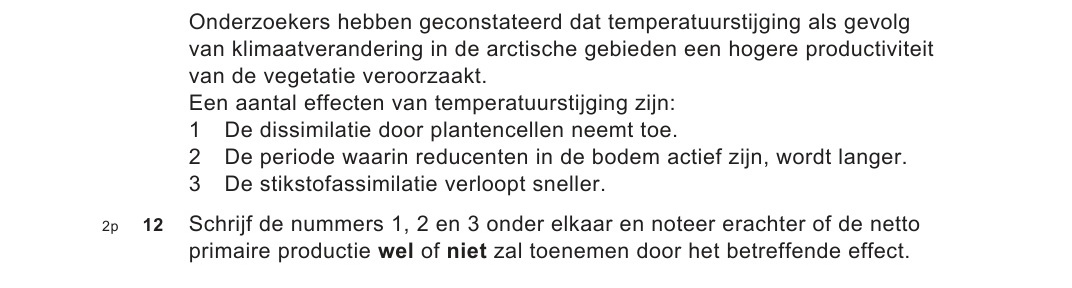 Onderzoekers hebben geconstateerd dat temperatuurstijging als gevolg
van klimaatverandering in de arctische gebieden een hogere productiviteit
van de vegetatie veroorzaakt.
Een aantal effecten van temperatuurstijging zijn:
1 De dissimilatie door plantencellen neemt toe.
2 De periode waarin reducenten in de bodem actief zijn, wordt langer.
3 De stikstofassimilatie verloopt sneller.
2p 12 Schrijf de nummers 1, 2 en 3 onder elkaar en noteer erachter of de netto
primaire productie wel of niet zal toenemen door het betreffende effect.